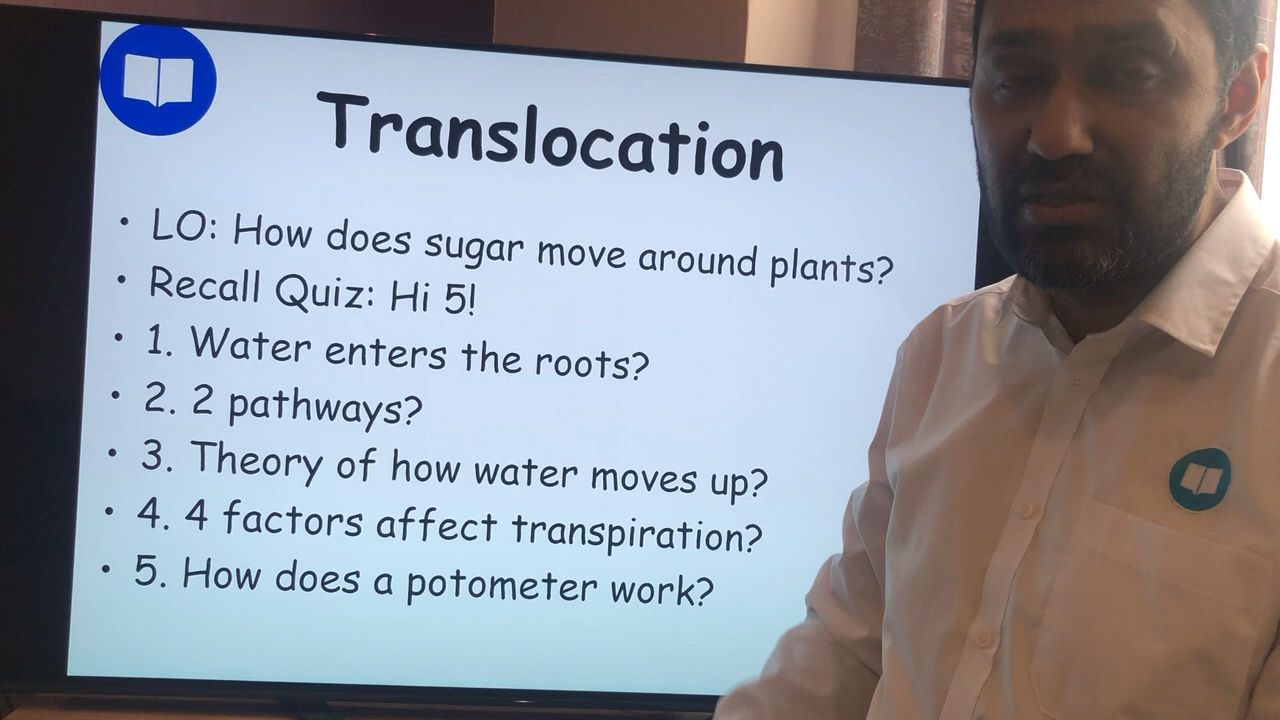 Translocation
• LO: How does sugar move around plants?
• Recall Quiz: Hi 5!
• 1. Water enters the roots?
• 2. 2 pathways?
• 3. Theory of how water moves up?
• 4. 4 factors affect transpiration?
• 5. How does a potometer work?